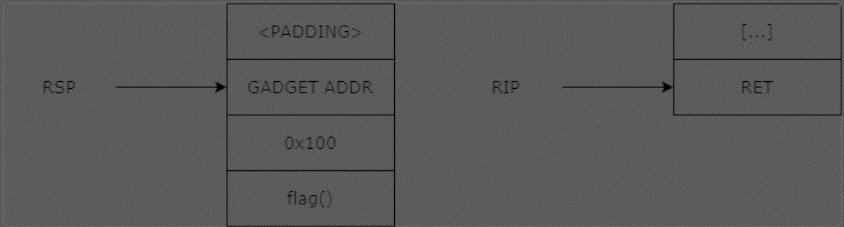 <PADDING>
[...]
RSP
GADGET ADDR
RIP
RET
0x100
flag()